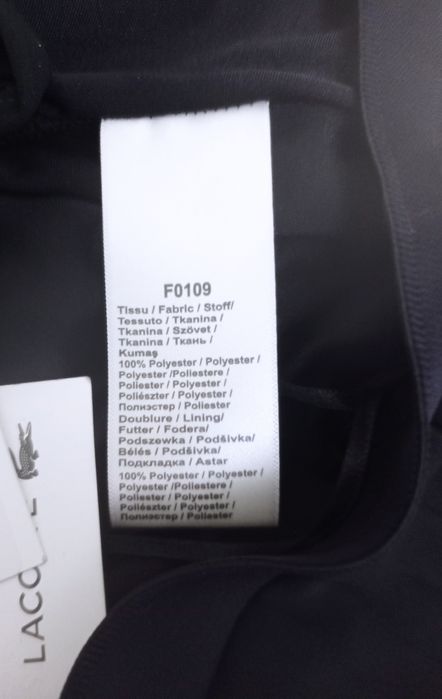 F0109
Tissu / Fabric / Stoff/
Tessuto / Tkanina /
Tkanina / Szövet /
Tkanina / Ткань /
Kumaş
100% Polyester / Polyester /
Polyester /Poliestere /
Poliester / Polyester /
Poliészter / Polyester /
Полиэстер / Poliester
Doublure / Lining/
Futter / Fodera/
Podszewka / Podšívka/
Bélés / Podšívka/
Подкладка / Astar
100% Polyester / Polyester /
Polyester /Poliestere /
Poliester / Polyester /
Poliészter / Polyester /
Полиэстер / Poliester